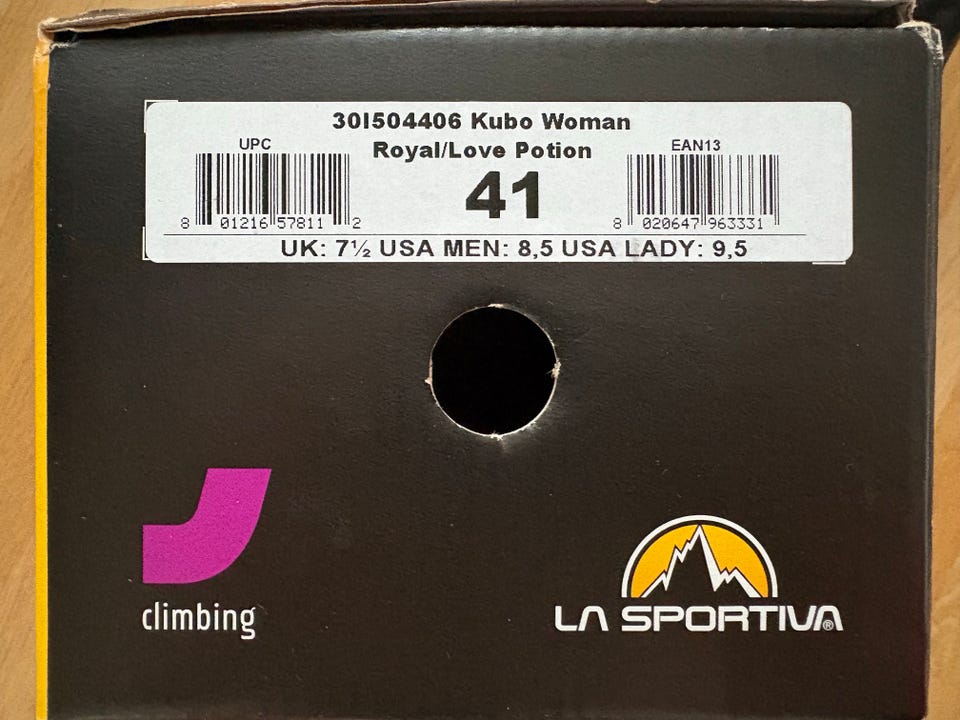 30I504406 Kubo Woman
UPC Royal/Love Potion EAN13
41
8 01216 57811 2
8 020647 963331
UK: 7½ USA MEN: 8,5 USA LADY: 9,5
climbing
LA SPORTIVA®